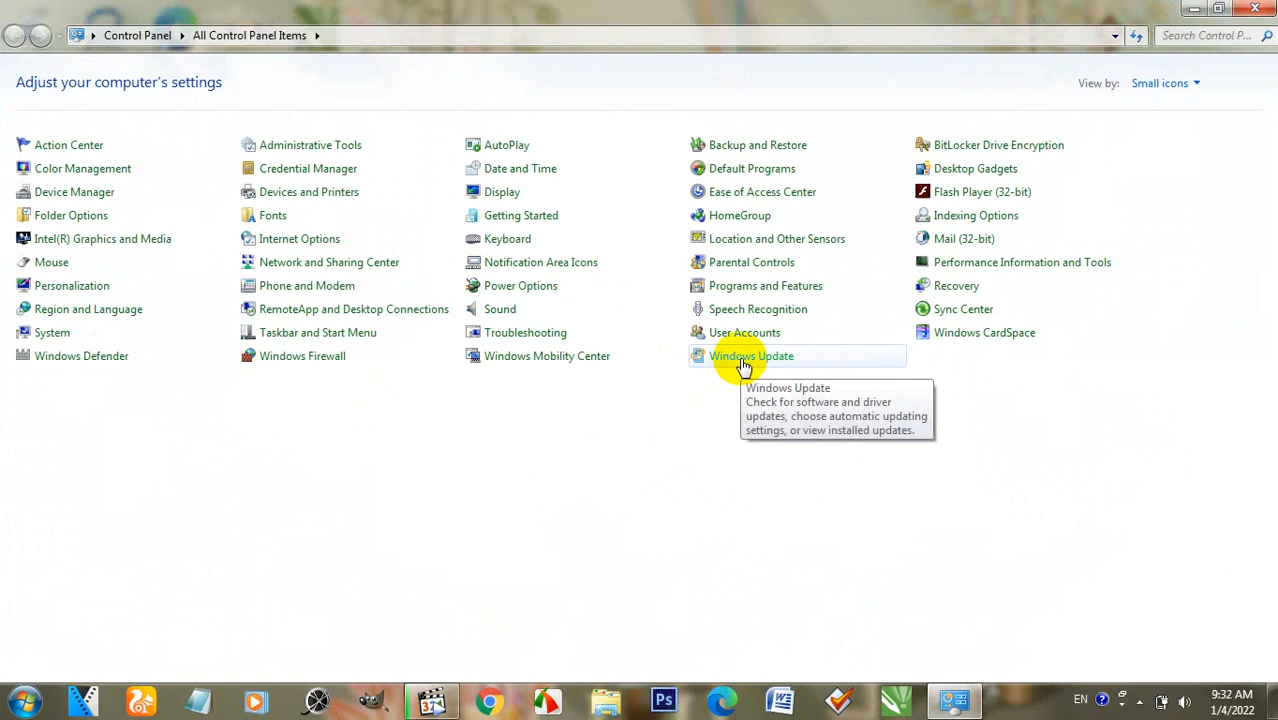 Control Panel All Control Panel Items Search Control P...
Adjust your computer's settings View by: Small icons
Action Center Administrative Tools AutoPlay Backup and Restore BitLocker Drive Encryption
Color Management Credential Manager Date and Time Default Programs Desktop Gadgets
Device Manager Devices and Printers Display Ease of Access Center Flash Player (32-bit)
Folder Options Fonts Getting Started HomeGroup Indexing Options
Intel(R) Graphics and Media Internet Options Keyboard Location and Other Sensors Mail (32-bit)
Mouse Network and Sharing Center Notification Area Icons Parental Controls Performance Information and Tools
Personalization Phone and Modem Power Options Programs and Features Recovery
Region and Language RemoteApp and Desktop Connections Sound Speech Recognition Sync Center
System Taskbar and Start Menu Troubleshooting User Accounts Windows CardSpace
Windows Defender Windows Firewall Windows Mobility Center Windows Update
Windows Update
Check for software and driver
updates, choose automatic updating
settings, or view installed updates.
37 Ps EN 9:32 AM
1/4/2022